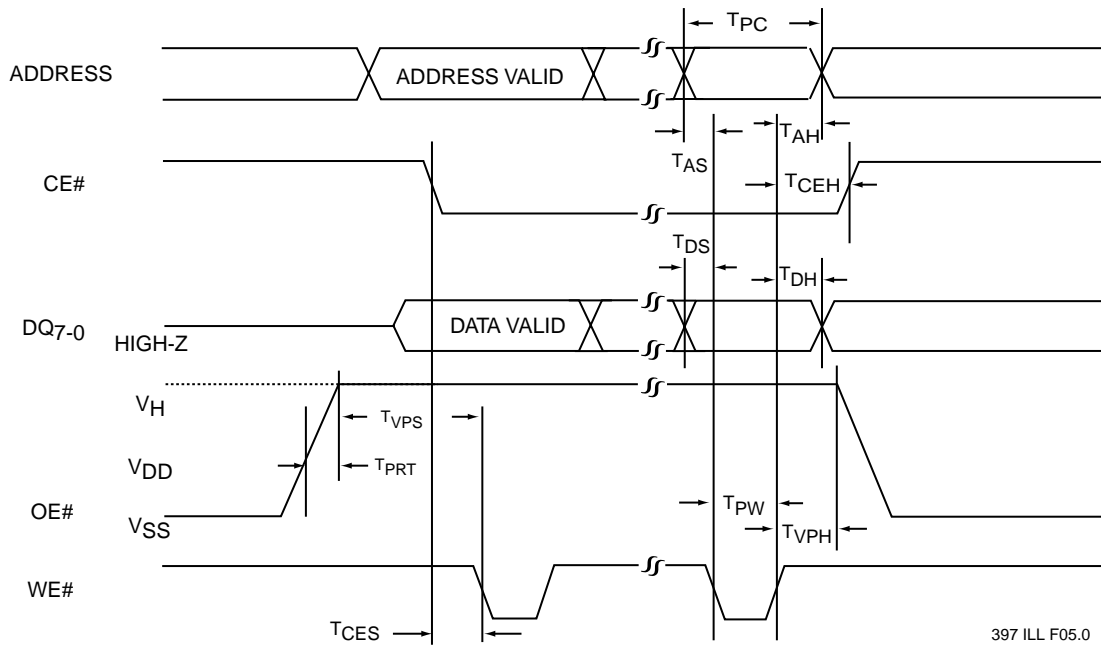 TPC
ADDRESS
ADDRESS VALID
TAH
TAS
CE#
TCEH
TDS
TDH
DQ7-0
DATA VALID
HIGH-Z
VH
TVPS
VDD
TPRT
OE#
VSS
TPW
TVPH
WE#
TCES
397 ILL F05.0